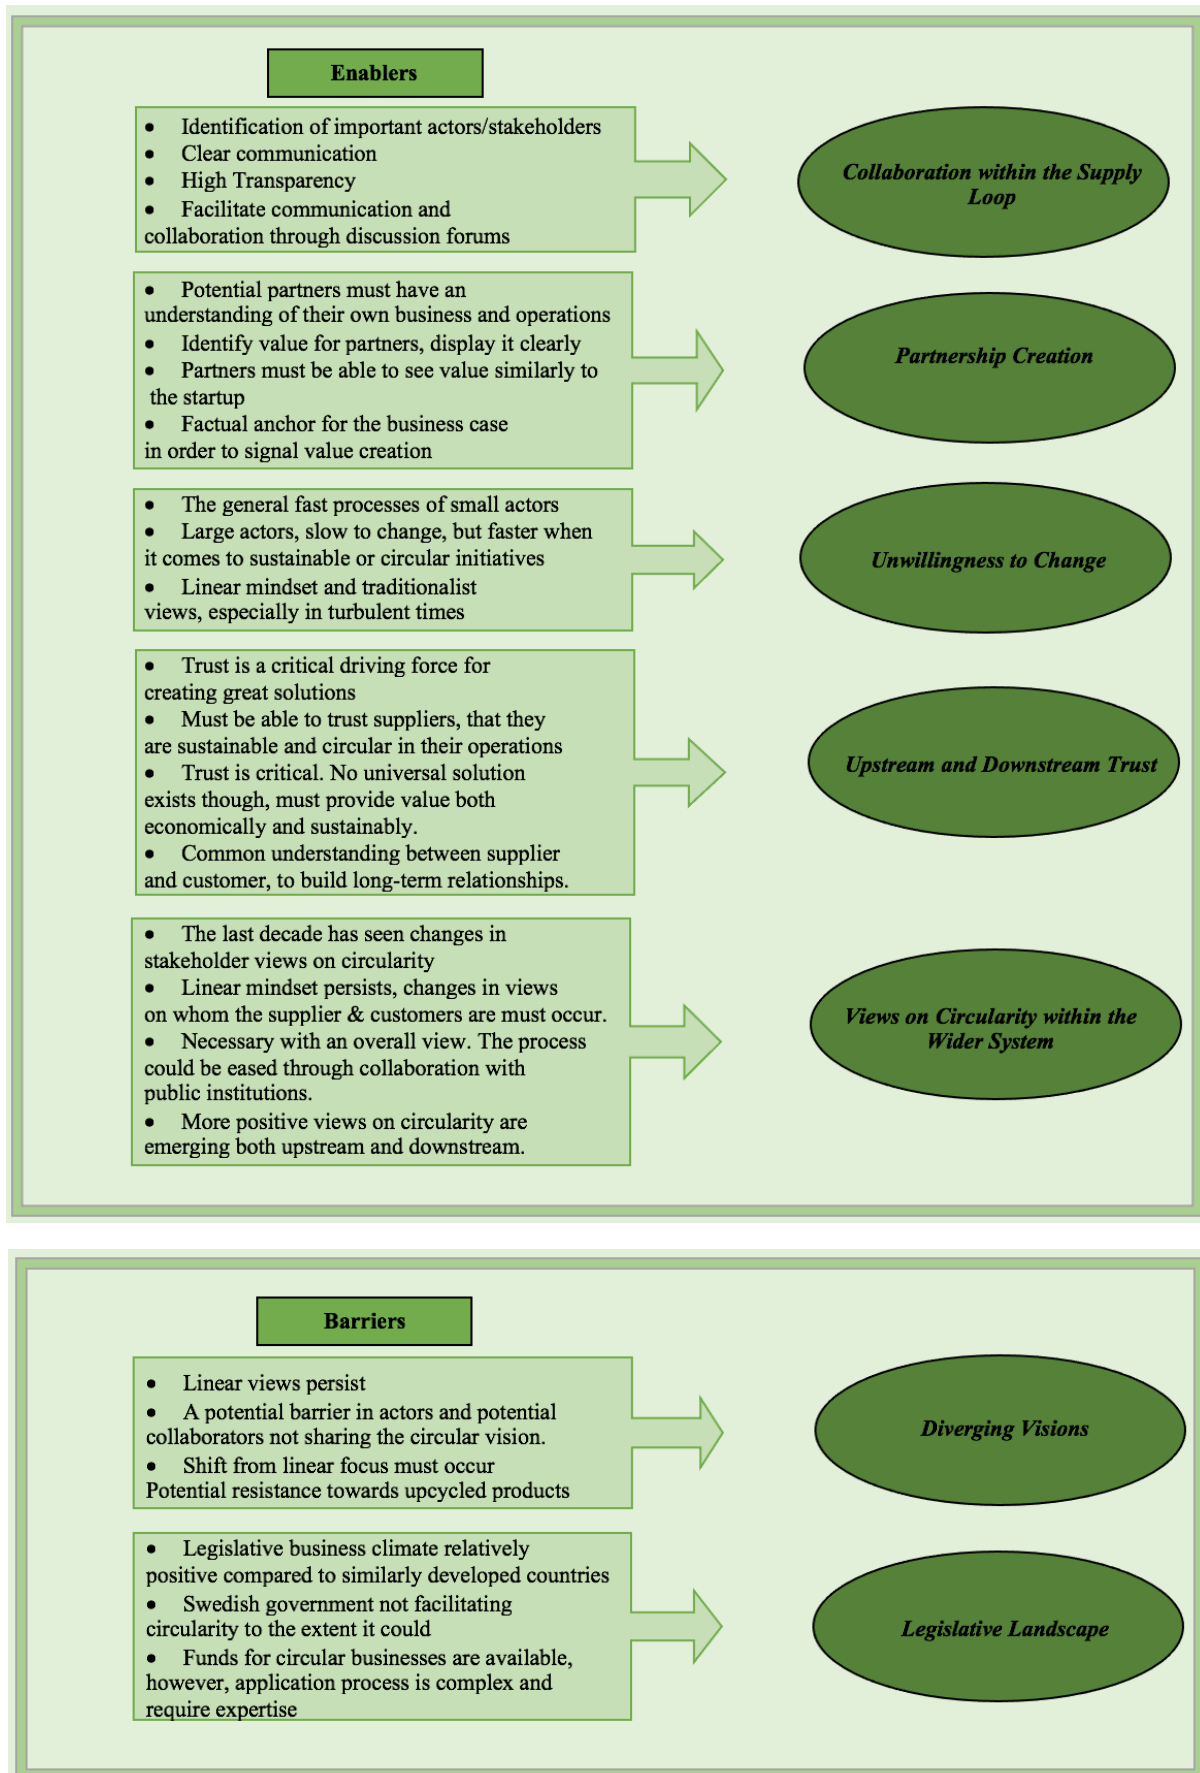 Enablers
• Identification of important actors/stakeholders
• Clear communication
• High Transparency
• Facilitate communication and
collaboration through discussion forums
Collaboration within the Supply
Loop
• Potential partners must have an
understanding of their own business and operations
• Identify value for partners, display it clearly
• Partners must be able to see value similarly to
the startup
• Factual anchor for the business case
in order to signal value creation
Partnership Creation
• The general fast processes of small actors
• Large actors, slow to change, but faster when
it comes to sustainable or circular initiatives
• Linear mindset and traditionalist
views, especially in turbulent times
Unwillingness to Change
• Trust is a critical driving force for
creating great solutions
• Must be able to trust suppliers, that they
are sustainable and circular in their operations
• Trust is critical. No universal solution
exists though, must provide value both
economically and sustainably.
• Common understanding between supplier
and customer, to build long-term relationships.
Upstream and Downstream Trust
• The last decade has seen changes in
stakeholder views on circularity
• Linear mindset persists, changes in views
on whom the supplier & customers are must occur.
• Necessary with an overall view. The process
could be eased through collaboration with
public institutions.
• More positive views on circularity are
emerging both upstream and downstream.
Views on Circularity within the
Wider System
Barriers
• Linear views persist
• A potential barrier in actors and potential
collaborators not sharing the circular vision.
• Shift from linear focus must occur
Potential resistance towards upcycled products
Diverging Visions
• Legislative business climate relatively
positive compared to similarly developed countries
• Swedish government not facilitating
circularity to the extent it could
• Funds for circular businesses are available,
however, application process is complex and
require expertise
Legislative Landscape